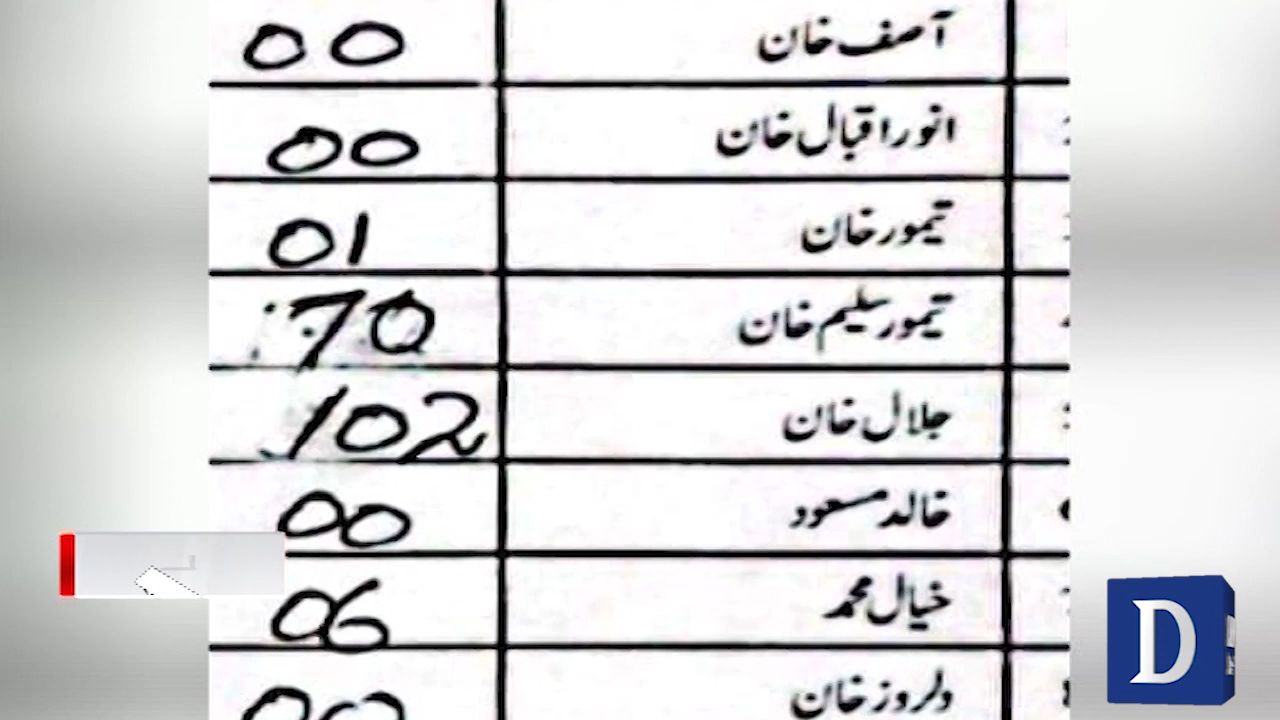 آصف خان 00
انور اقبال خان 00
تیمور خان 01
تیمور سلیم خان 70
جلال خان 102
خالد مسعود 00
خیال محمد 06
دلروز خان 00
D